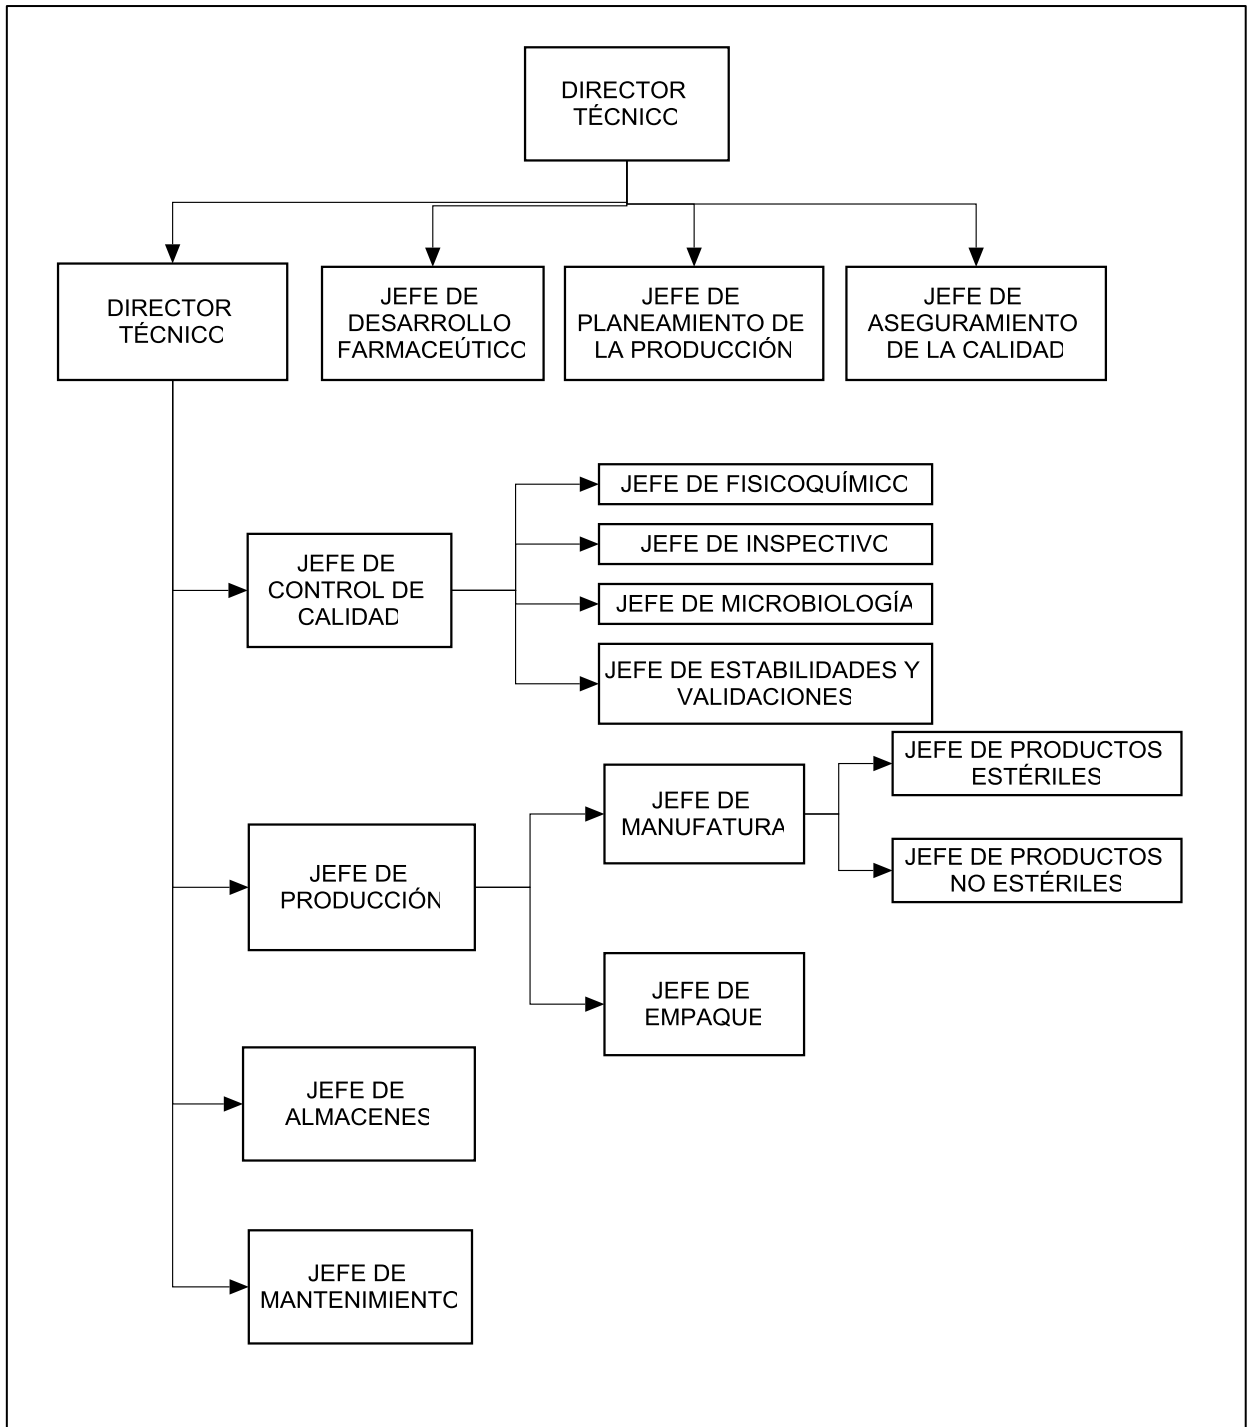 DIRECTOR
TÉCNICO
DIRECTOR
TÉCNICO
JEFE DE
DESARROLLO
FARMACEÚTICO
JEFE DE
PLANEAMIENTO DE
LA PRODUCCIÓN
JEFE DE
ASEGURAMIENTO
DE LA CALIDAD
JEFE DE
CONTROL DE
CALIDAD
JEFE DE FISICOQUÍMICO
JEFE DE INSPECTIVO
JEFE DE MICROBIOLOGÍA
JEFE DE ESTABILIDADES Y
VALIDACIONES
JEFE DE
PRODUCCIÓN
JEFE DE
MANUFATURA
JEFE DE PRODUCTOS
ESTÉRILES
JEFE DE PRODUCTOS
NO ESTÉRILES
JEFE DE
EMPAQUE
JEFE DE
ALMACENES
JEFE DE
MANTENIMIENTO